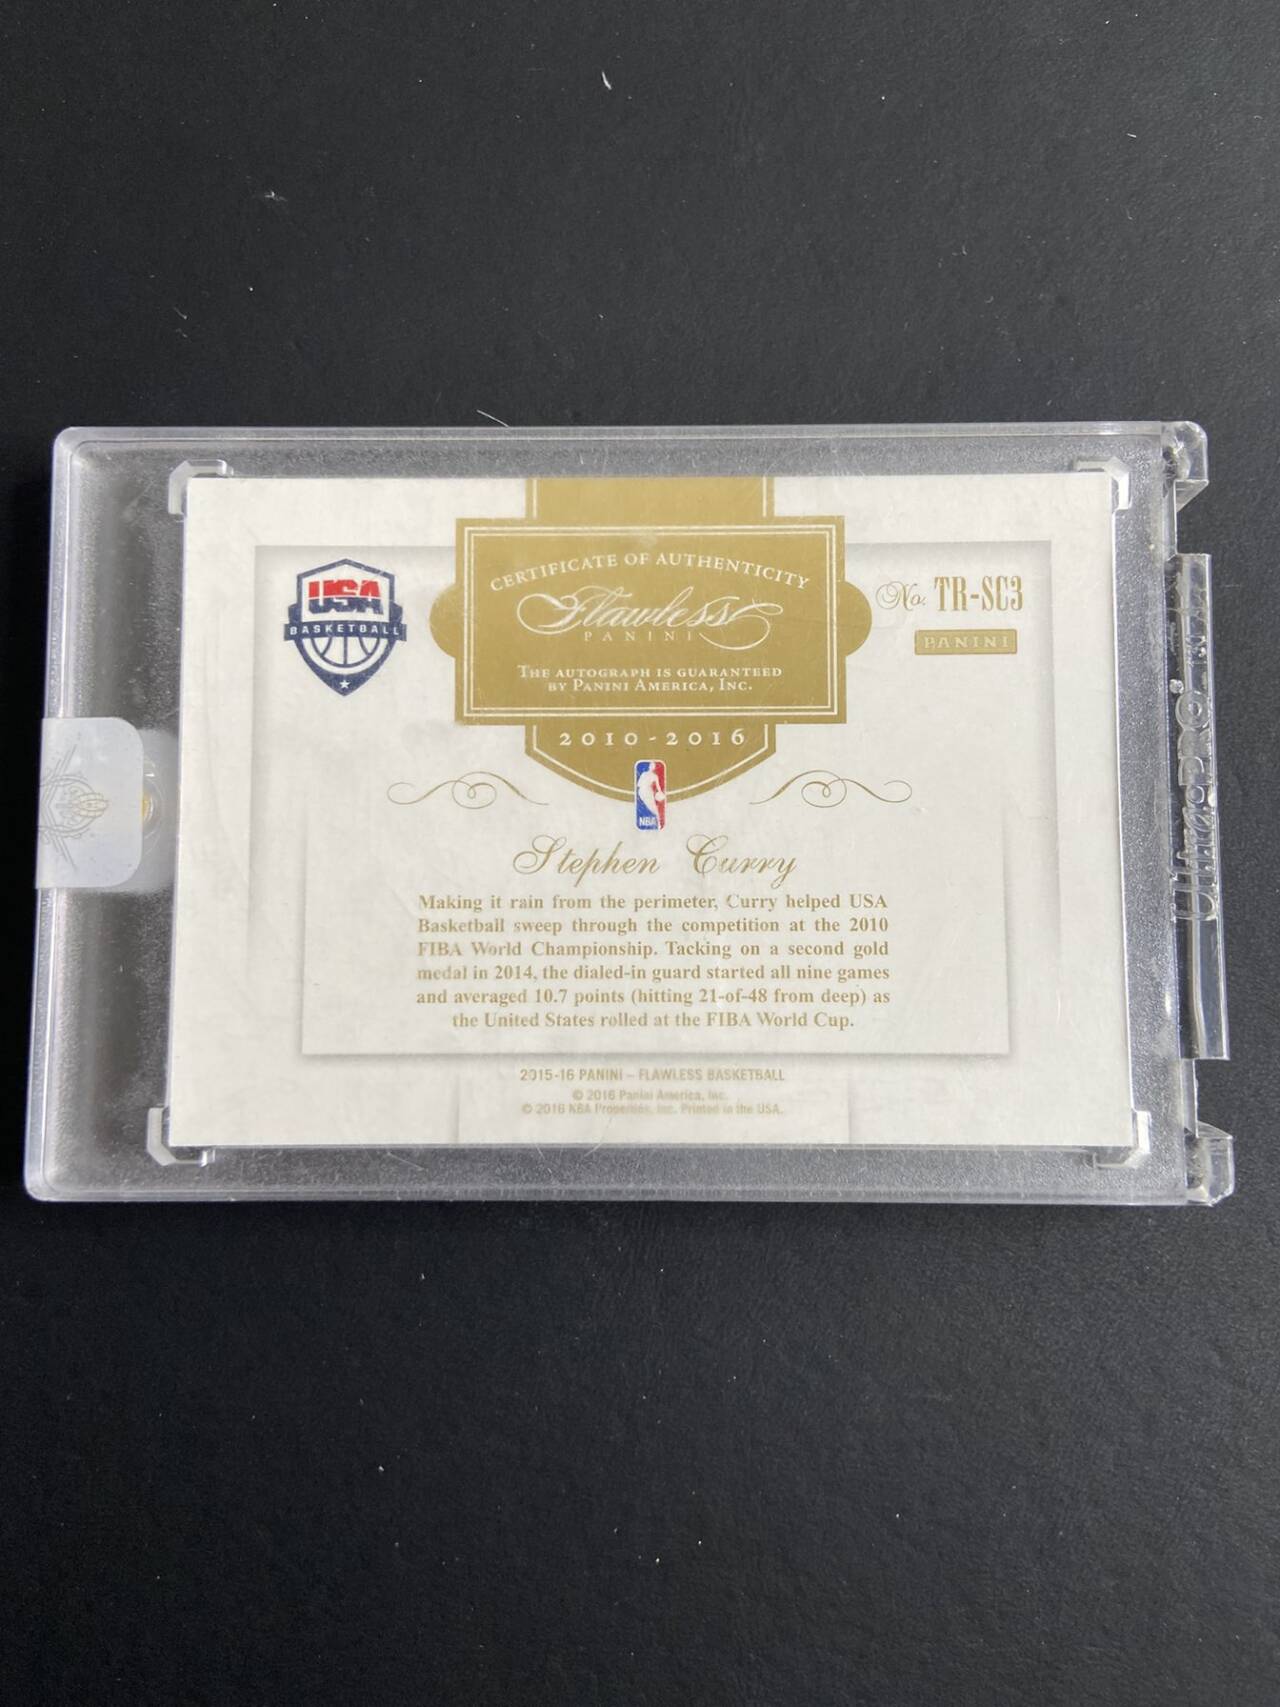 USA
BASKETBALL
CERTIFICATE OF AUTHENTICITY
Flawless
PANINI
THE AUTOGRAPH IS GUARANTEED
BY PANINI AMERICA, INC.
2010-2016
NBA
No. TR-SC3
PANINI
Stephen Curry
Making it rain from the perimeter, Curry helped USA
Basketball sweep through the competition at the 2010
FIBA World Championship. Tacking on a second gold
medal in 2014, the dialed-in guard started all nine games
and averaged 10.7 points (hitting 21-of-48 from deep) as
the United States rolled at the FIBA World Cup.
2015-16 PANINI – FLAWLESS BASKETBALL
© 2016 Panini America, Inc.
© 2016 NBA Properties, Inc. Printed in the USA.
Ultra PRO